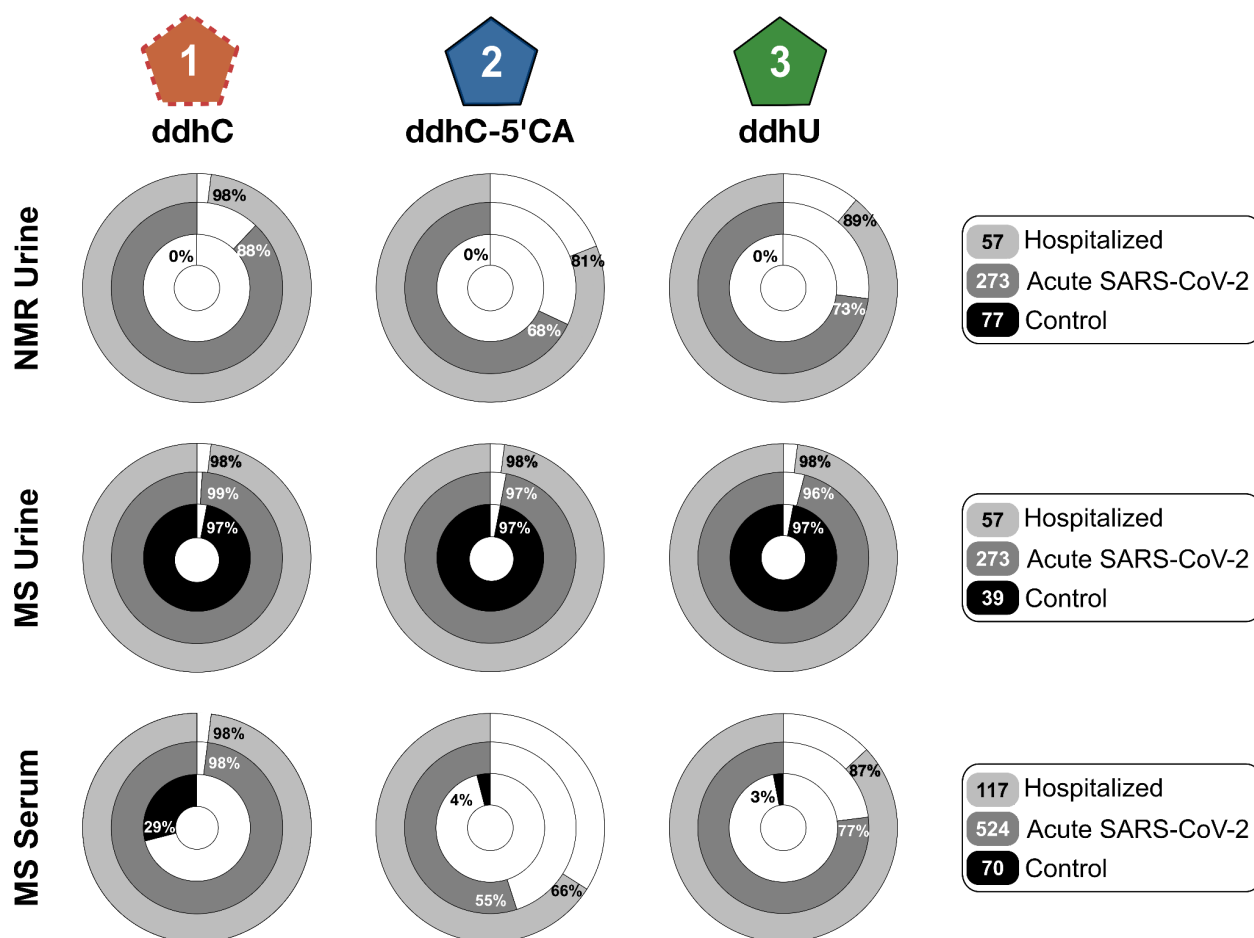 1 2 3
ddhC ddhC-5'CA ddhU
NMR Urine
98%
88%
0%
0%
81%
68%
0%
89%
73%
57 Hospitalized
273 Acute SARS-CoV-2
77 Control
MS Urine
98%
99%
97%
98%
97%
97%
98%
96%
97%
57 Hospitalized
273 Acute SARS-CoV-2
39 Control
MS Serum
98%
98%
29%
4%
66%
55%
3%
87%
77%
117 Hospitalized
524 Acute SARS-CoV-2
70 Control